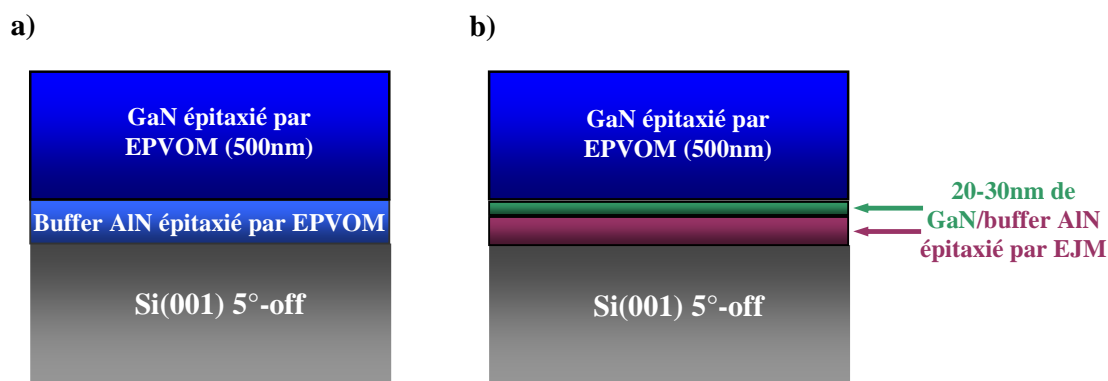 a)
GaN épitaxié par
EPVOM (500nm)
Buffer AlN épitaxié par EPVOM
Si(001) 5°-off
b)
GaN épitaxié par
EPVOM (500nm)
20-30nm de
GaN/buffer AlN
épitaxié par EJM
Si(001) 5°-off